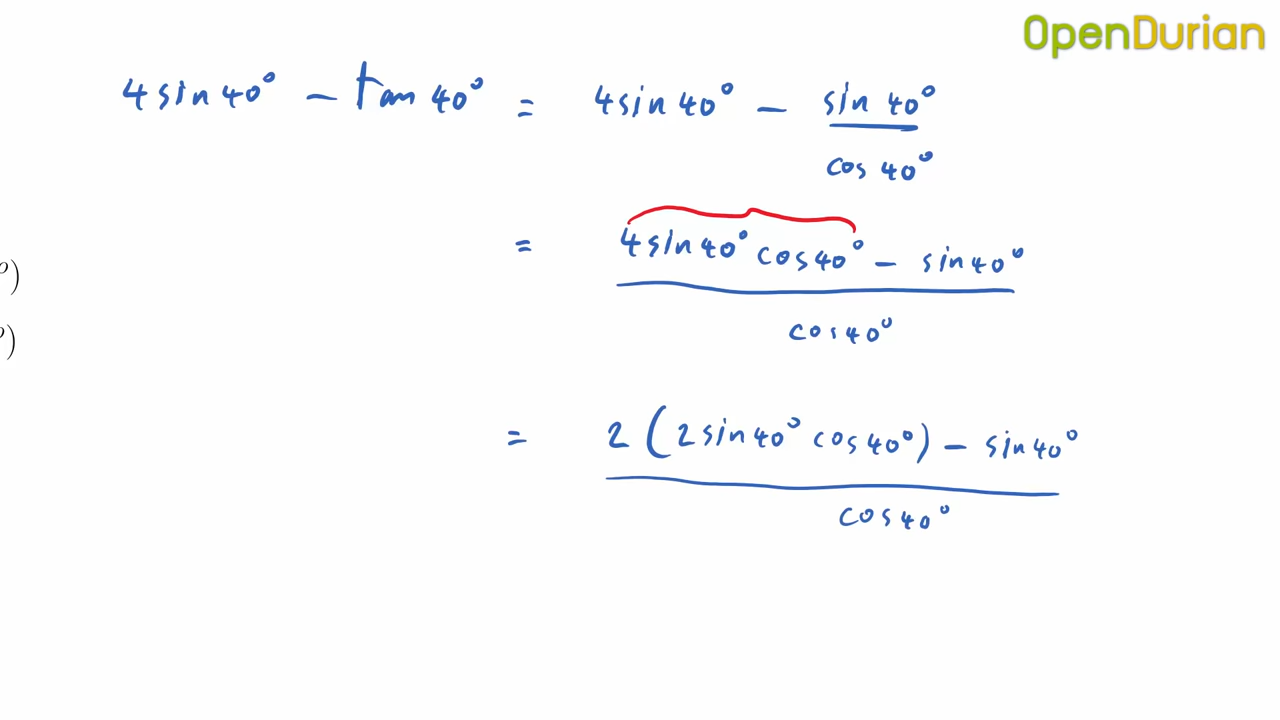 OpenDurian
4sin40° - tan40° = 4sin40° - sin40°
cos40°
= 4sin40° cos40° - sin40°
°)
cos40°
°)
= 2(2sin40° cos40°) - sin40°
cos40°